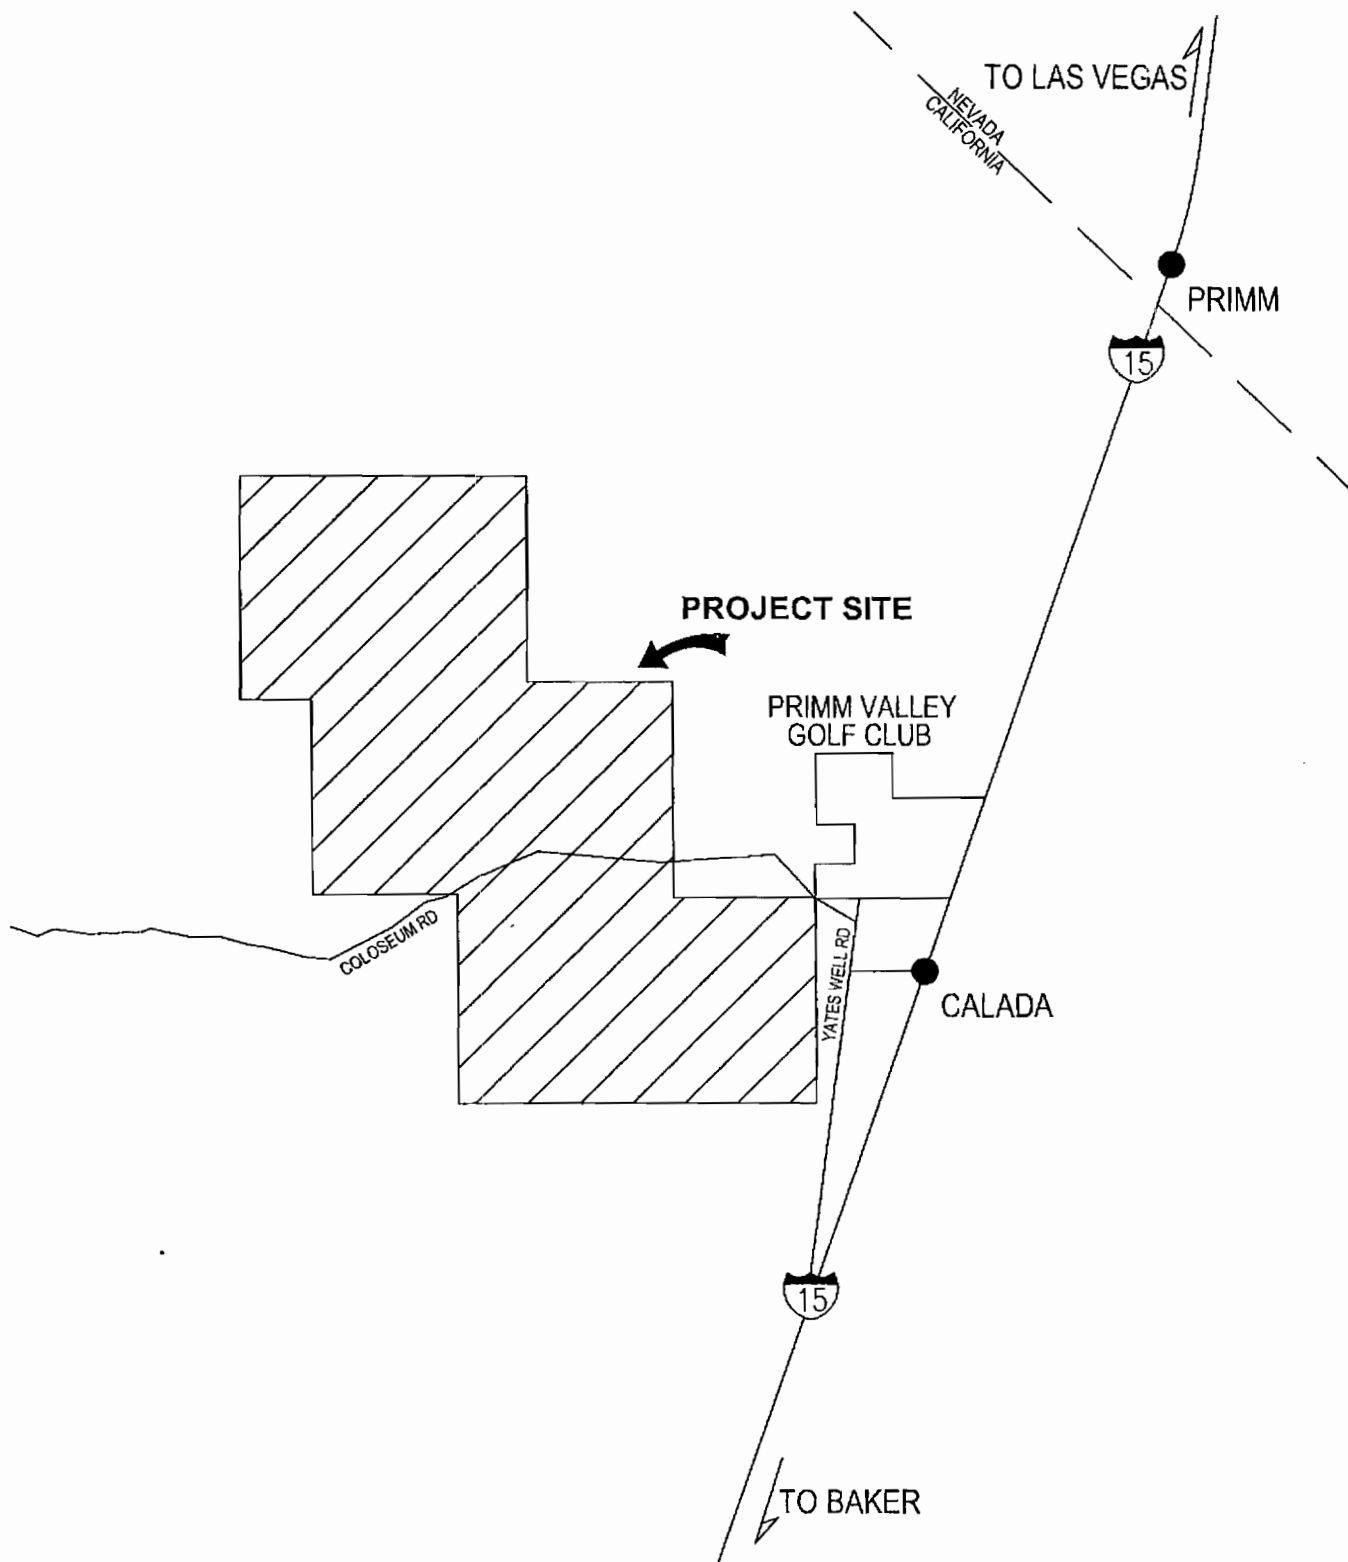 TO LAS VEGAS
NEVADA
CALIFORNIA
PRIMM
15
PROJECT SITE
PRIMM VALLEY
GOLF CLUB
COLOSEUM RD
YATES WELL RD
CALADA
15
TO BAKER